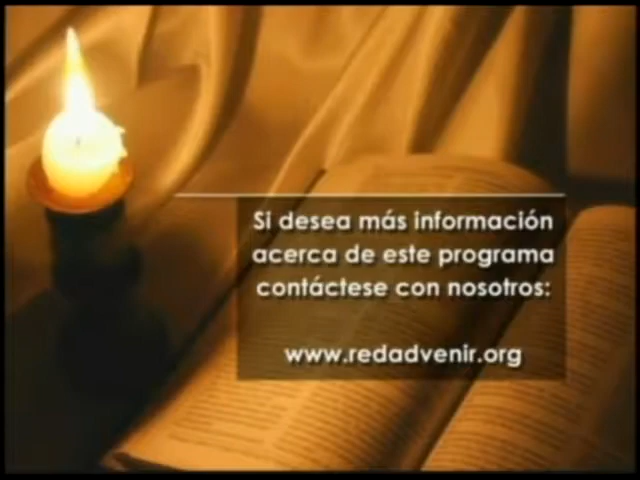 Si desea más información
acerca de este programa
contáctese con nosotros:
www.redadvenir.org